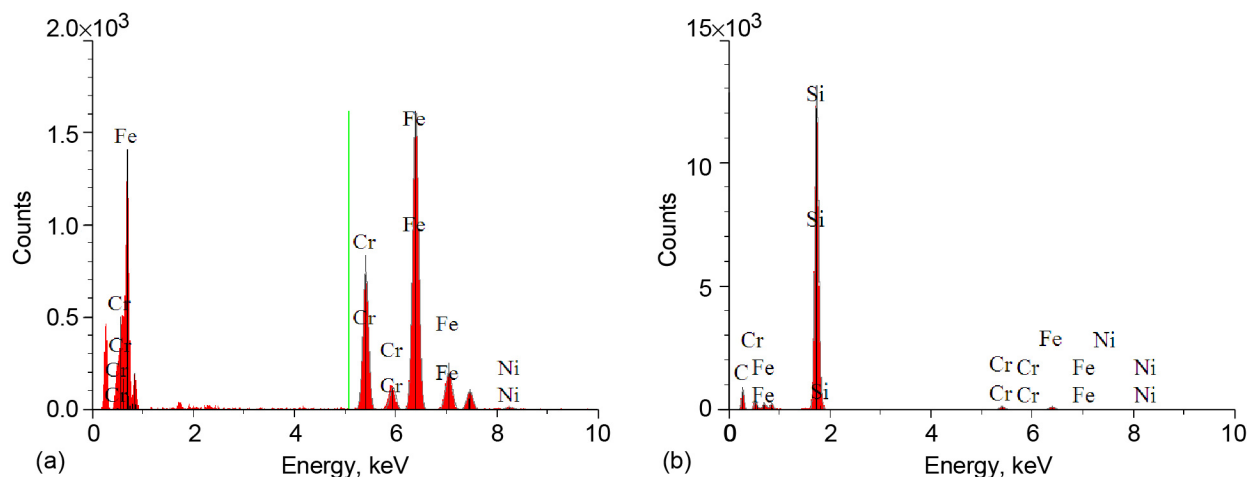 2.0×10³
1.5
1.0
0.5
0.0
Counts
Fe
Cr
Cr
Cr
Cr
Cr
Cr
Cr
Cr
Fe
Fe
Fe
Fe
Ni
Ni
0 2 4 6 8 10
Energy, keV
(a)
15×10³
10
5
0
Counts
Si
Si
Si
Cr
C
Fe
Fe
Cr
Cr
Cr
Cr
Fe
Fe
Fe
Ni
Ni
Ni
0 2 4 6 8 10
Energy, keV
(b)